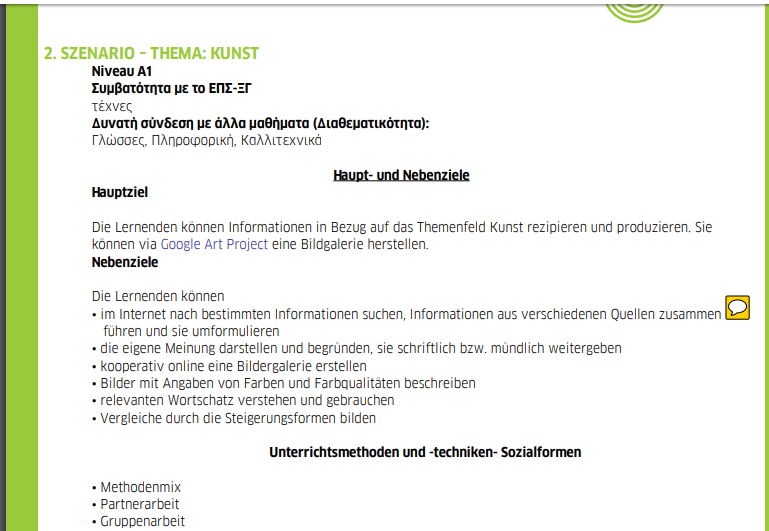 2. SZENARIO – THEMA: KUNST
Niveau A1
Συμβατότητα με το ΕΠΣ-ΞΓ
τέχνες
Δυνατή σύνδεση με άλλα μαθήματα (Διαθεματικότητα):
Γλώσσες, Πληροφορική, Καλλιτεχνικά
Haupt- und Nebenziele
Hauptziel
Die Lernenden können Informationen in Bezug auf das Themenfeld Kunst rezipieren und produzieren. Sie
können via Google Art Project eine Bildgalerie herstellen.
Nebenziele
Die Lernenden können
• im Internet nach bestimmten Informationen suchen, Informationen aus verschiedenen Quellen zusammen
führen und sie umformulieren
• die eigene Meinung darstellen und begründen, sie schriftlich bzw. mündlich weitergeben
• kooperativ online eine Bildergalerie erstellen
• Bilder mit Angaben von Farben und Farbqualitäten beschreiben
• relevanten Wortschatz verstehen und gebrauchen
• Vergleiche durch die Steigerungsformen bilden
Unterrichtsmethoden und -techniken- Sozialformen
• Methodenmix
• Partnerarbeit
• Gruppenarbeit